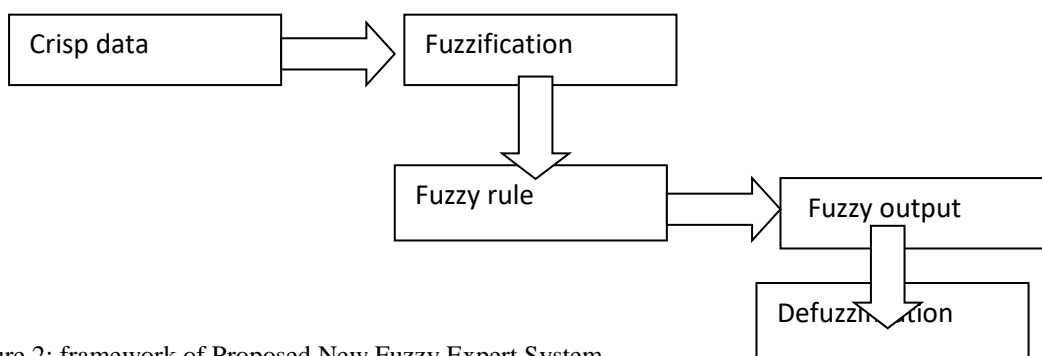 Crisp data
Fuzzification
Fuzzy rule
Fuzzy output
ure 2: framework of Proposed New Fuzzy Expert System